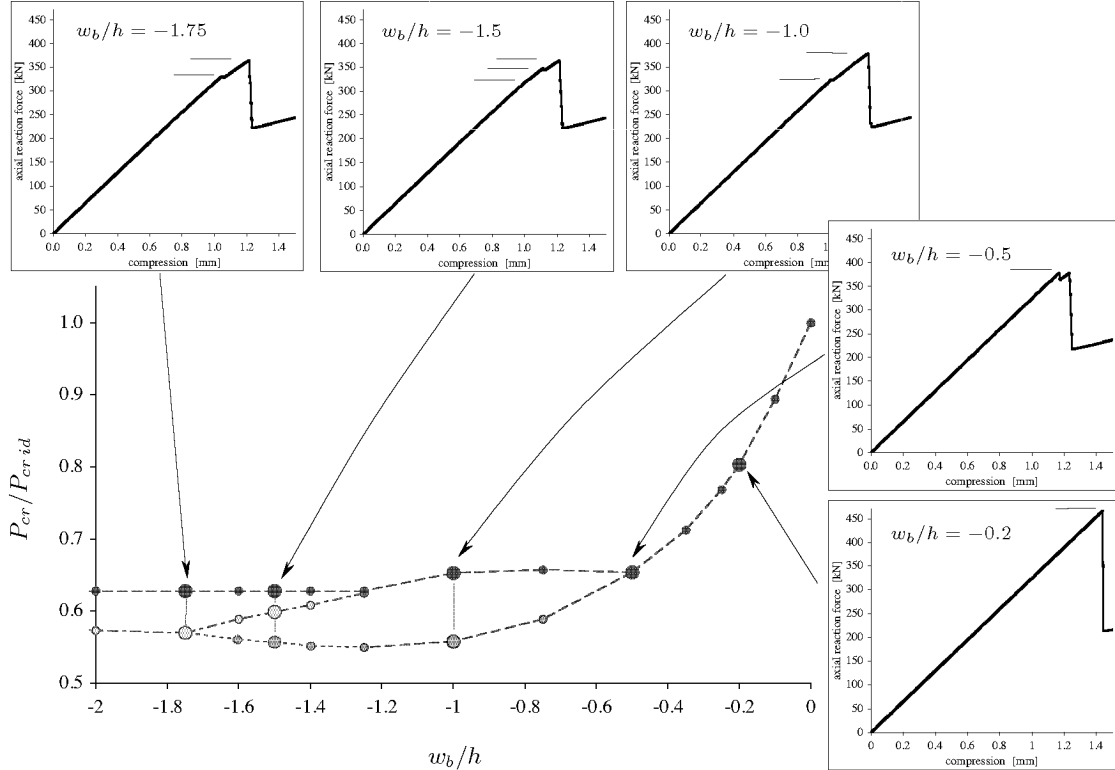 w_b/h = −1.75
axial reaction force [kN]
450
400
350
300
250
200
150
100
50
0
0.0 0.2 0.4 0.6 0.8 1.0 1.2 1.4
compression [mm]
w_b/h = −1.5
axial reaction force [kN]
450
400
350
300
250
200
150
100
50
0
0.0 0.2 0.4 0.6 0.8 1.0 1.2 1.4
compression [mm]
w_b/h = −1.0
axial reaction force [kN]
450
400
350
300
250
200
150
100
50
0
0.0 0.2 0.4 0.6 0.8 1.0 1.2 1.4
compression [mm]
w_b/h = −0.5
axial reaction force [kN]
450
400
350
300
250
200
150
100
50
0
0.0 0.2 0.4 0.6 0.8 1.0 1.2 1.4
compression [mm]
w_b/h = −0.2
axial reaction force [kN]
450
400
350
300
250
200
150
100
50
0
0 0.2 0.4 0.6 0.8 1.0 1.2 1.4
compression [mm]
P_cr/P_cr id
1.0
0.9
0.8
0.7
0.6
0.5
-2 -1.8 -1.6 -1.4 -1.2 -1 -0.8 -0.6 -0.4 -0.2 0
w_b/h